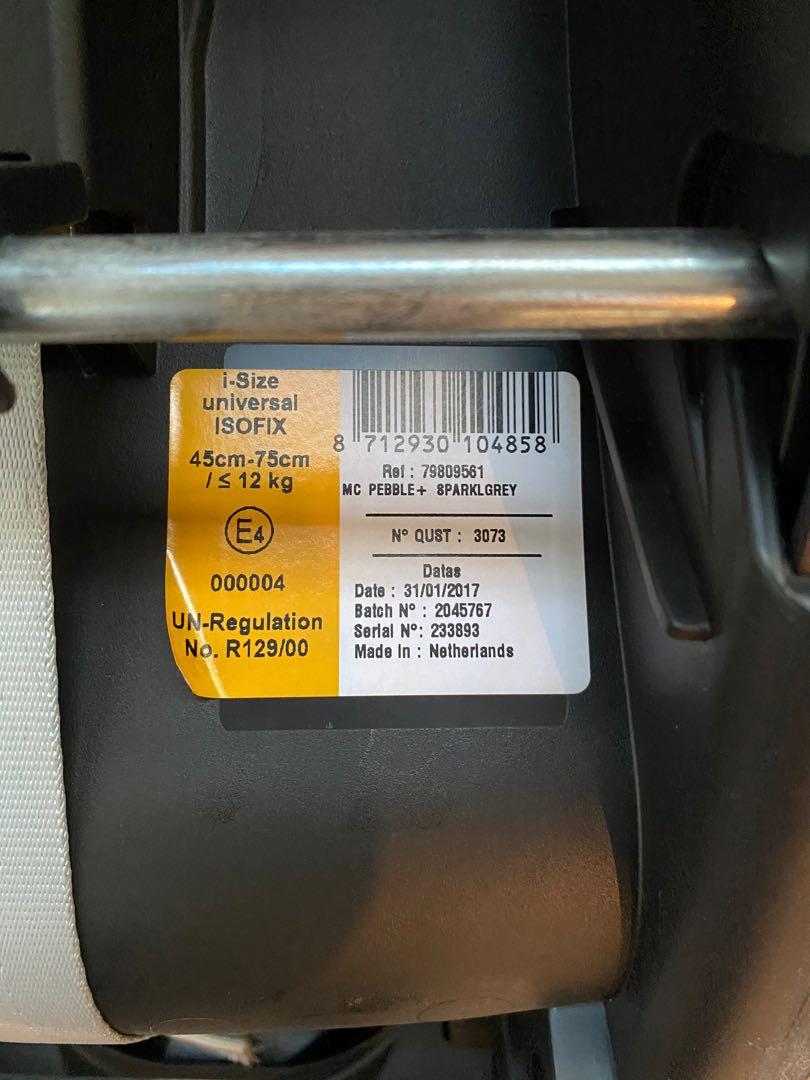 i-Size
universal
ISOFIX
45cm-75cm
/ ≤ 12 kg
E4
000004
UN-Regulation
No. R129/00
8 712930 104858
Ref : 79809561
MC PEBBLE+ SPARKLGREY
N° QUST : 3073
Datas
Date : 31/01/2017
Batch N° : 2045767
Serial N°: 233893
Made In : Netherlands